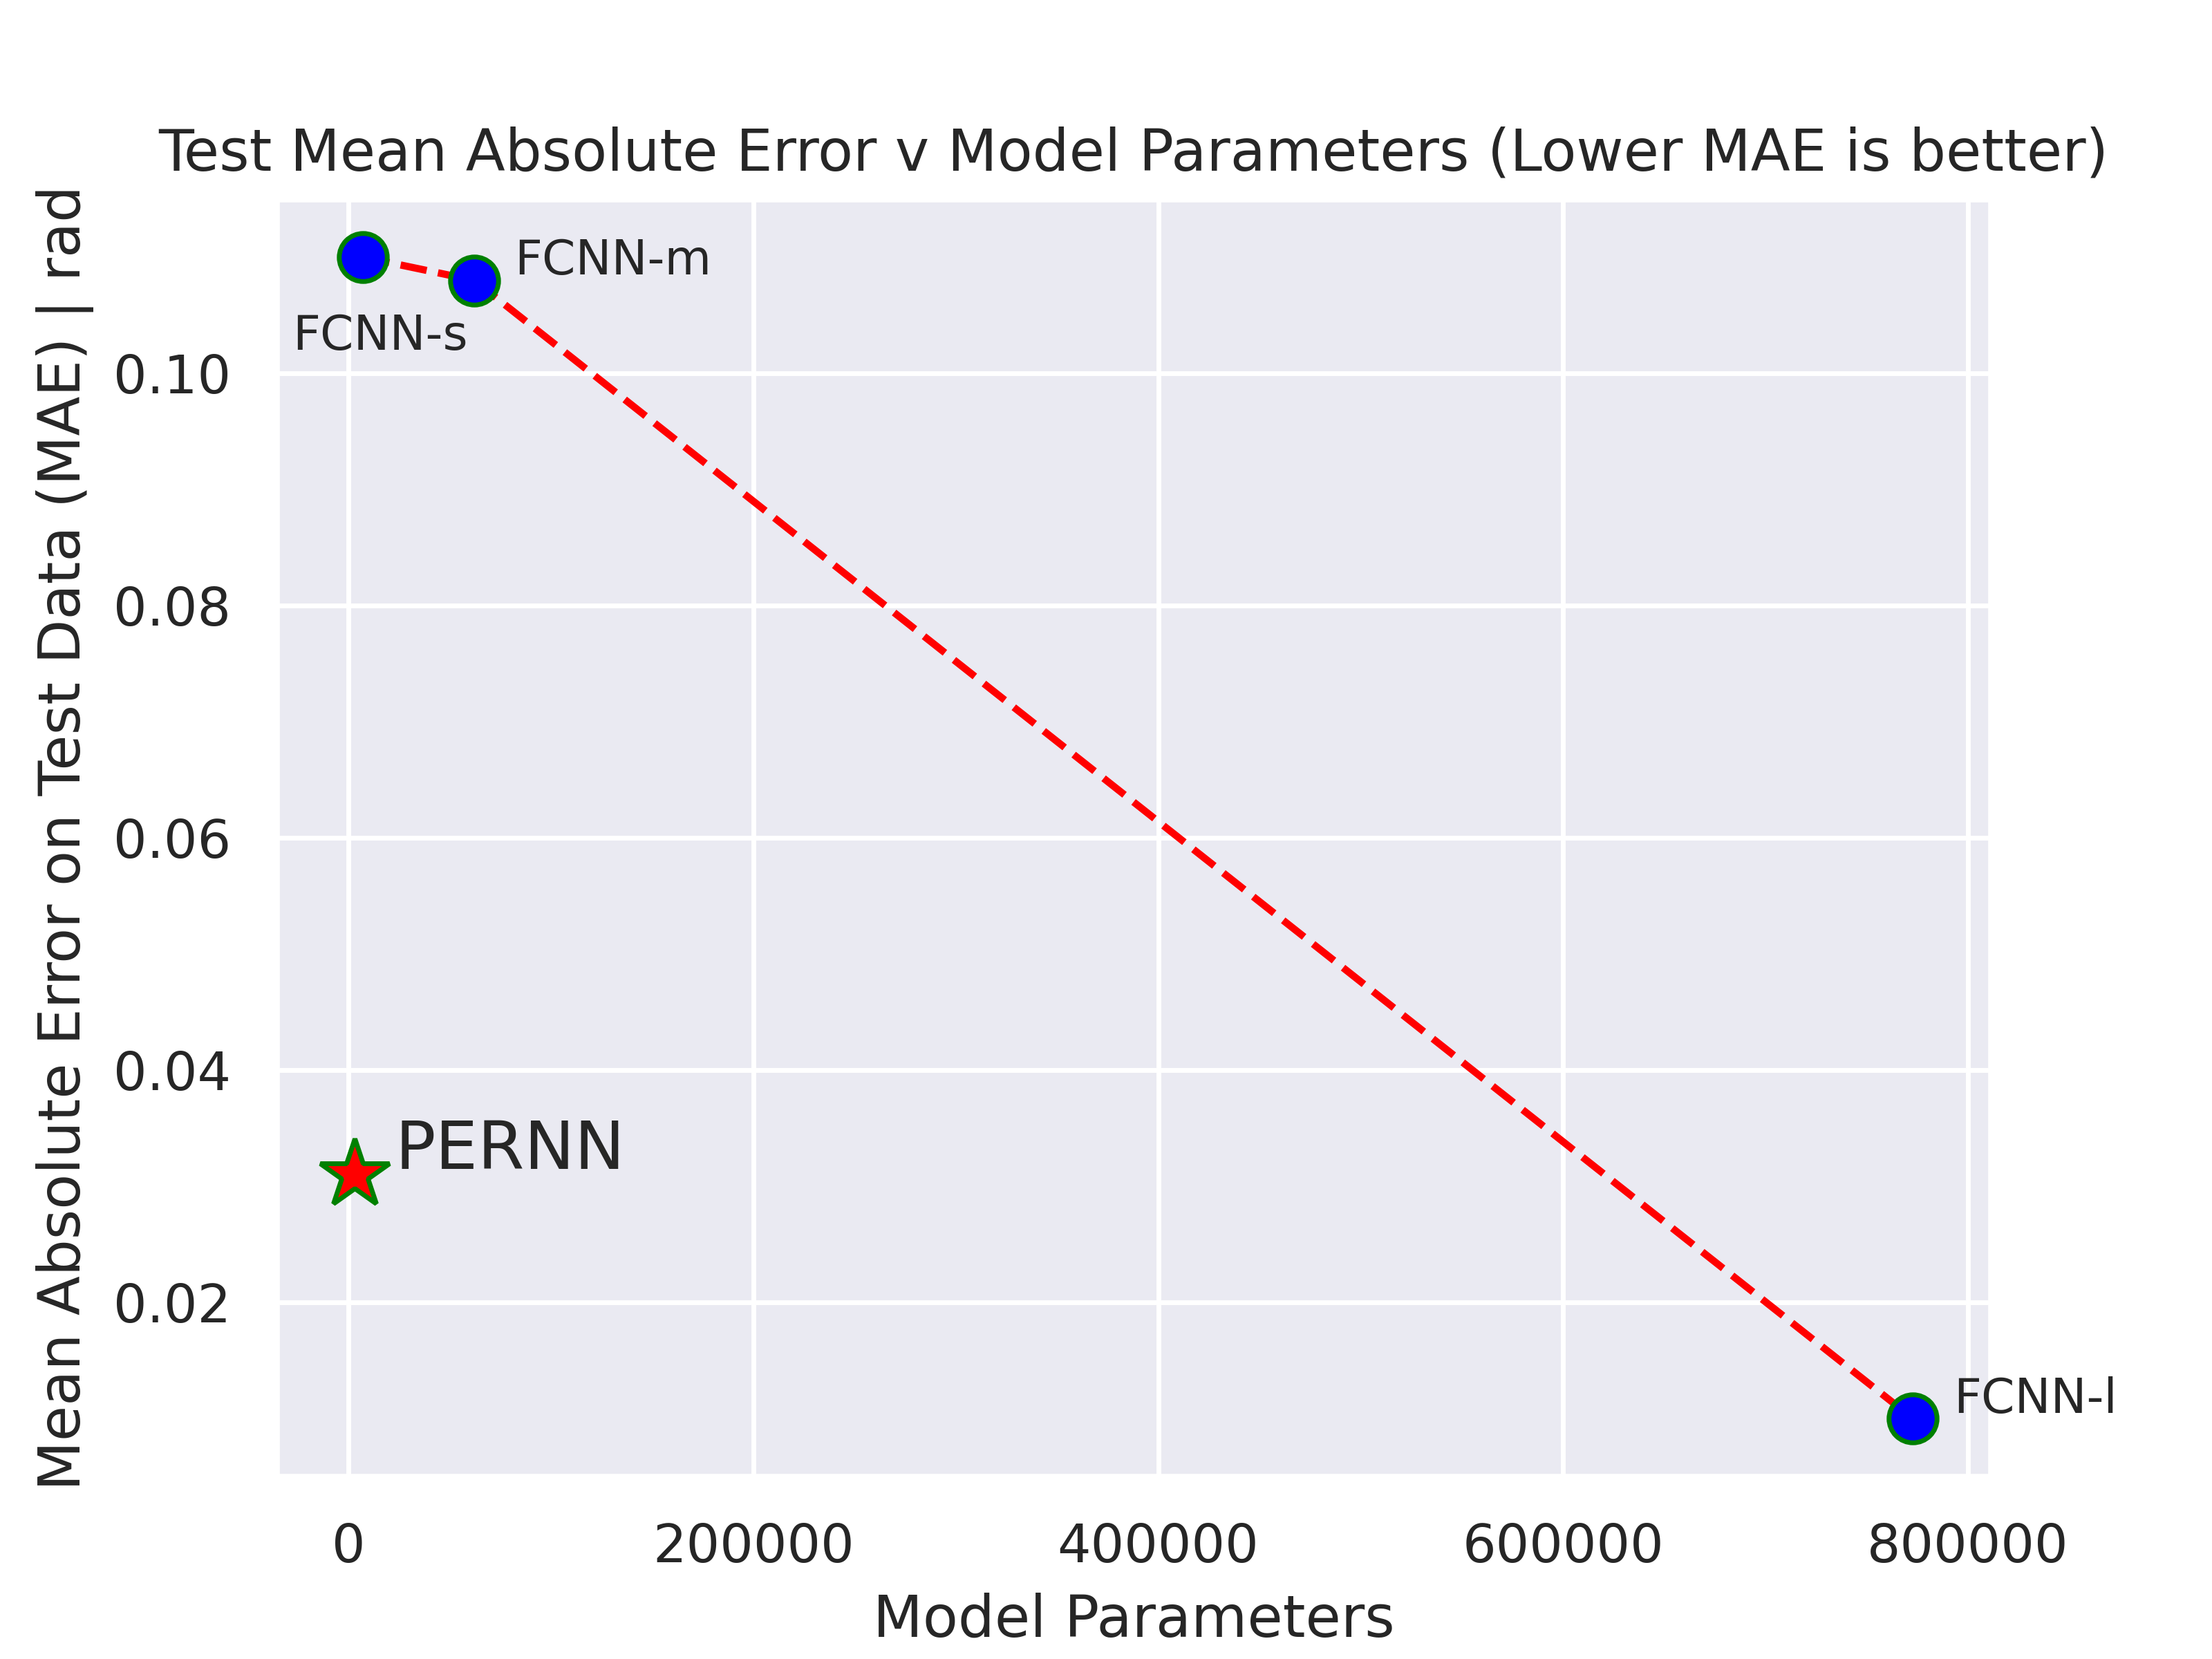 Test Mean Absolute Error v Model Parameters (Lower MAE is better)
Mean Absolute Error on Test Data (MAE) | rad
FCNN-m
FCNN-s
0.10
0.08
0.06
0.04
PERNN
0.02
FCNN-l
0 200000 400000 600000 800000
Model Parameters